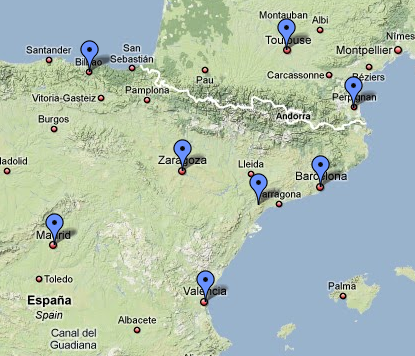 Montauban
Albi
Nîmes
Toulouse
Santander
San
Sebastián
Montpellier
Bilbao
Béziers
Pau
Carcassonne
Vitoria-Gasteiz
Pamplona
Perpignan
Burgos
Andorra
Zaragoza
Lleida
Barcelona
Tarragona
Madrid
Toledo
Valencia
Palma
España
Spain
Albacete
Canal del
Guadiana